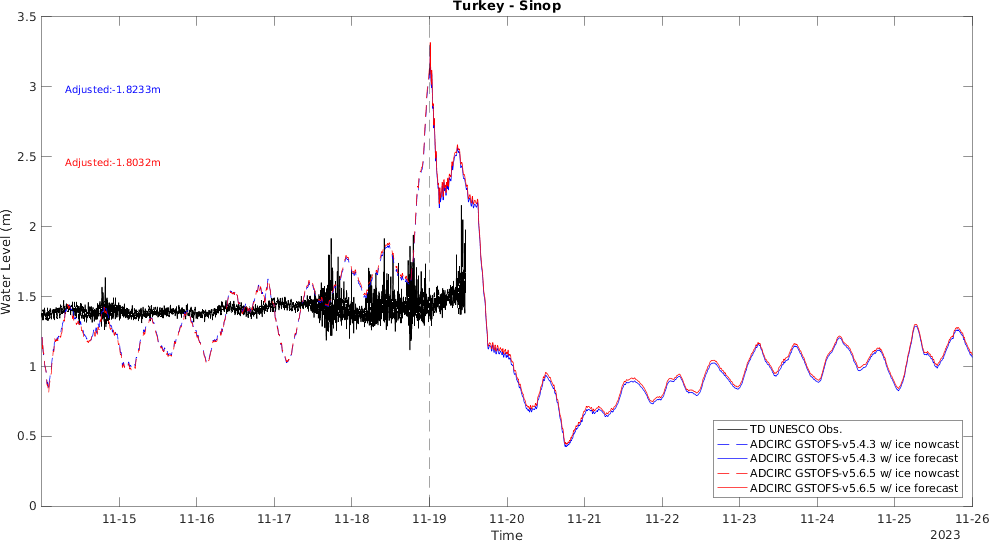 Turkey - Sinop
3.5
3
2.5
2
1.5
1
0.5
0
Water Level (m)
Adjusted:-1.8233m
Adjusted:-1.8032m
TD UNESCO Obs.
ADCIRC GSTOFS-v5.4.3 w/ ice nowcast
ADCIRC GSTOFS-v5.4.3 w/ ice forecast
ADCIRC GSTOFS-v5.6.5 w/ ice nowcast
ADCIRC GSTOFS-v5.6.5 w/ ice forecast
11-15 11-16 11-17 11-18 11-19 11-20 11-21 11-22 11-23 11-24 11-25 11-26
Time
2023